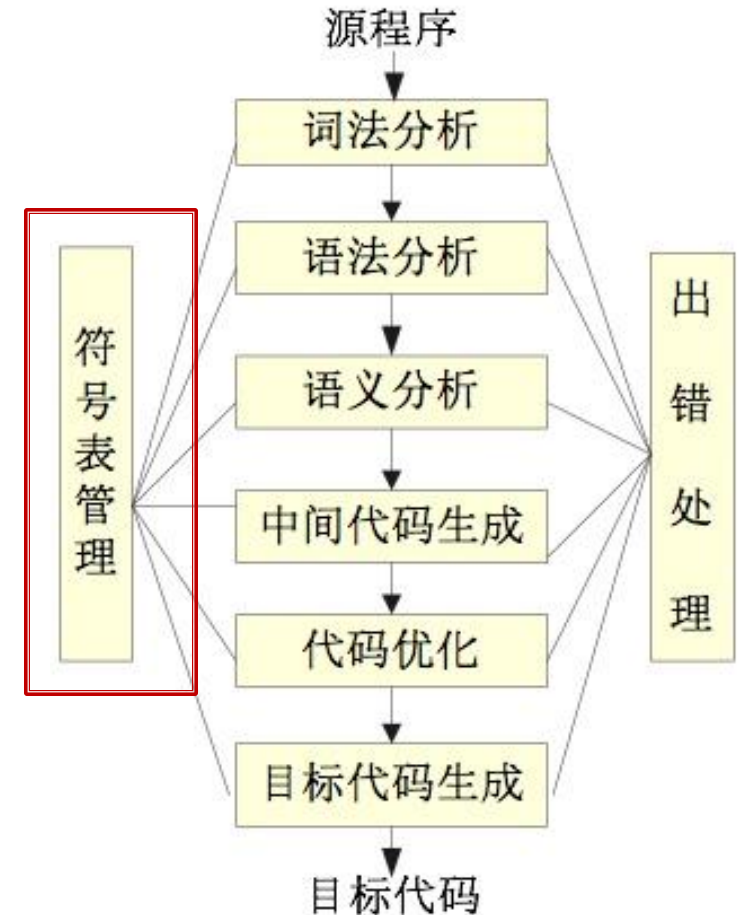 源程序
词法分析
语法分析
语义分析
中间代码生成
代码优化
目标代码生成
目标代码
符号表管理
出错处理